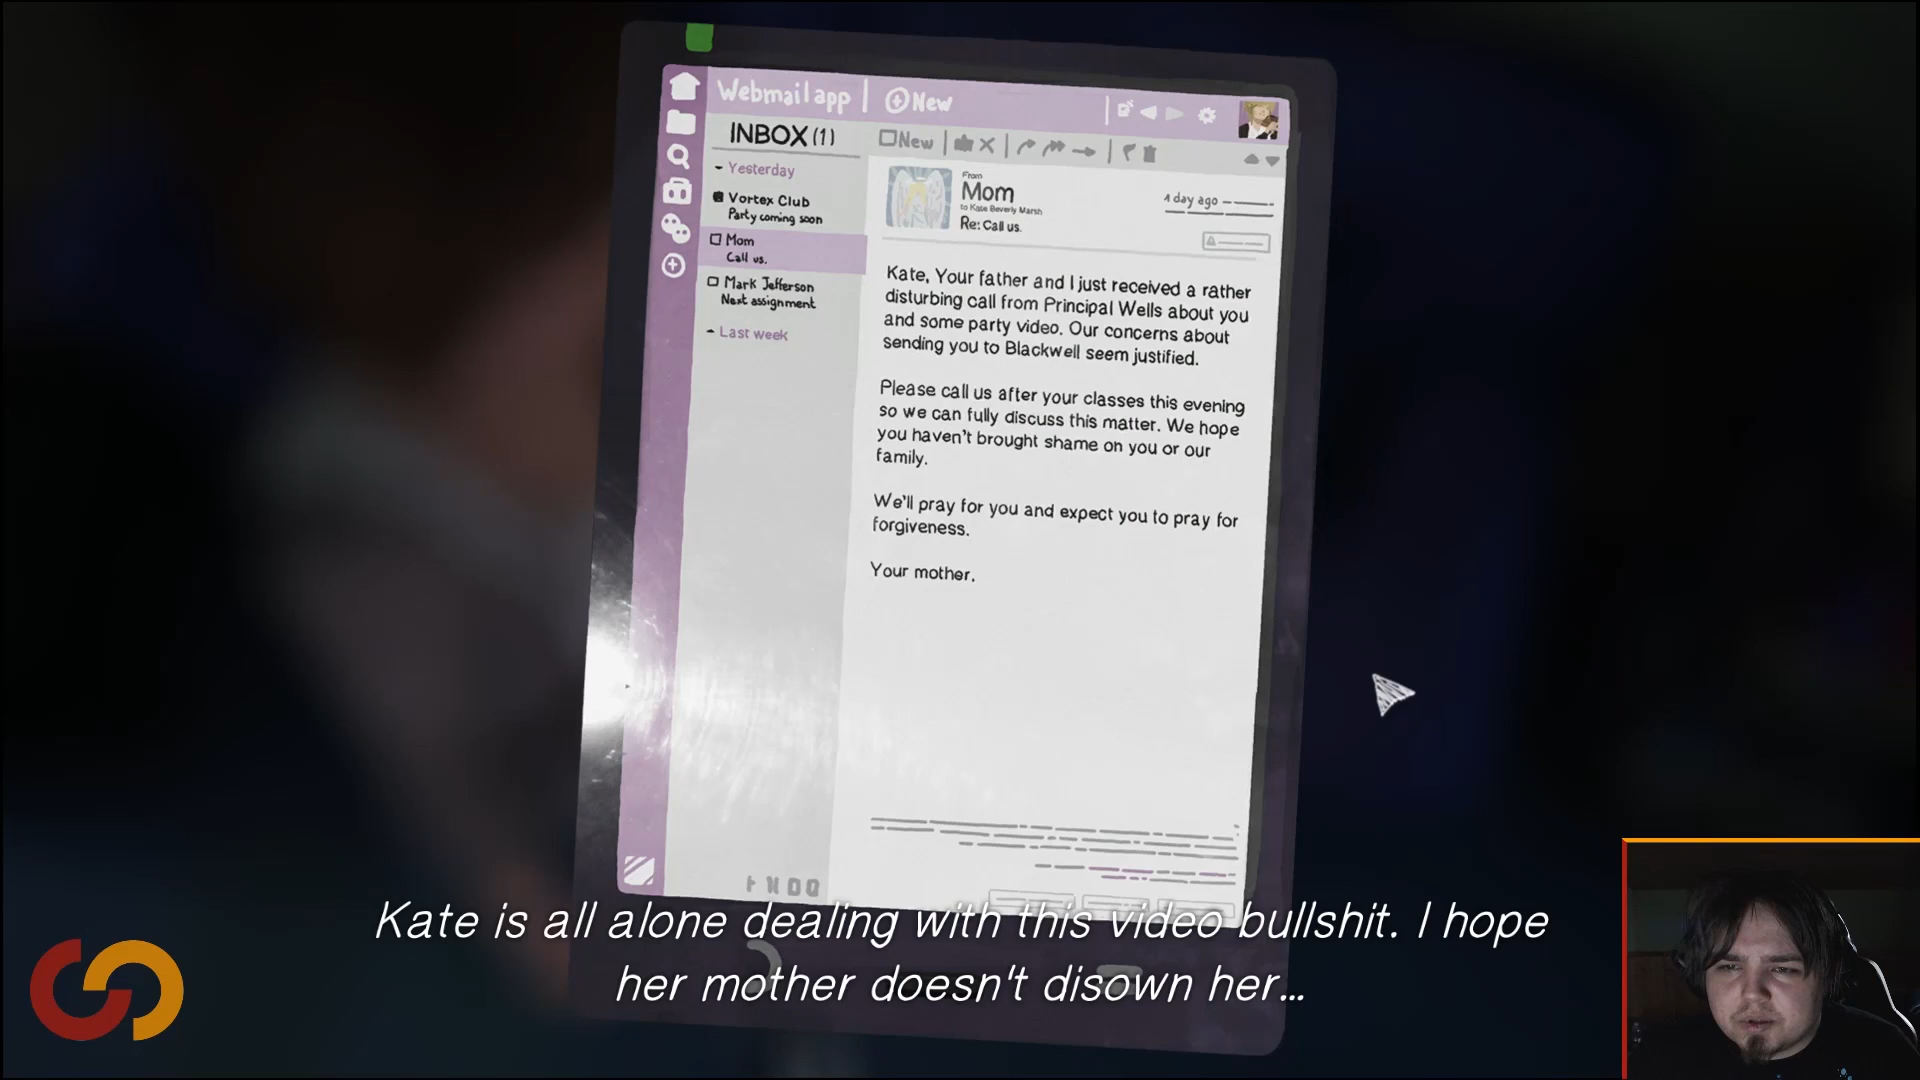 Webmail app
New
INBOX (1)
New
Yesterday
Vortex Club
Party coming soon
Mom
Call us.
Mark Jefferson
Next assignment
Last week
From
Mom
to Kate Beverly Marsh
Re: Call us.
1 day ago
Kate, Your father and I just received a rather
disturbing call from Principal Wells about you
and some party video. Our concerns about
sending you to Blackwell seem justified.
Please call us after your classes this evening
so we can fully discuss this matter. We hope
you haven't brought shame on you or our
family.
We'll pray for you and expect you to pray for
forgiveness.
Your mother.
Kate is all alone dealing with this video bullshit. I hope
her mother doesn't disown her...